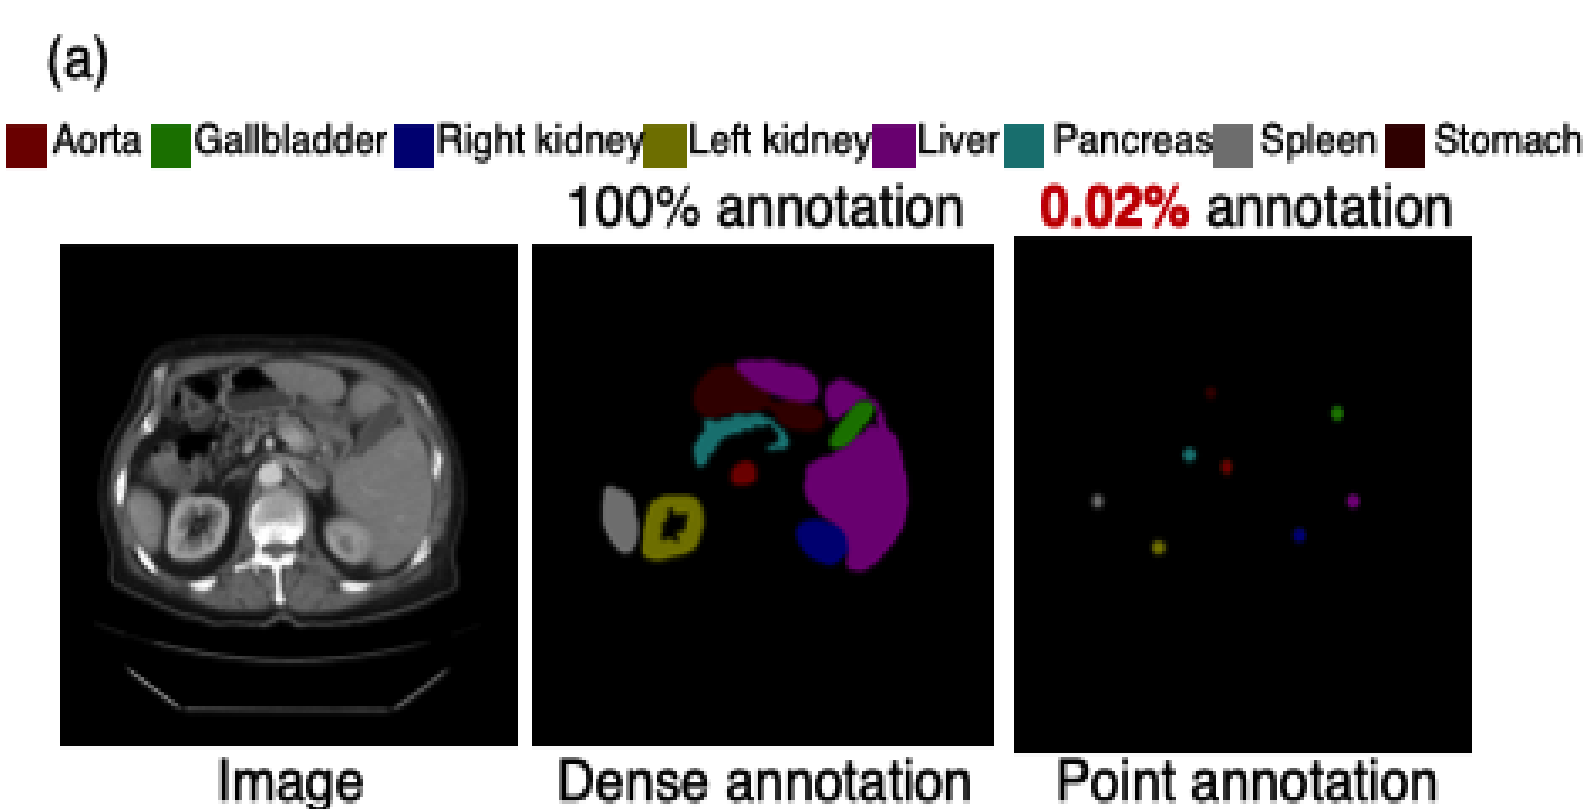 (a)
Aorta Gallbladder Right kidney Left kidney Liver Pancreas Spleen Stomach
100% annotation 0.02% annotation
Image Dense annotation Point annotation